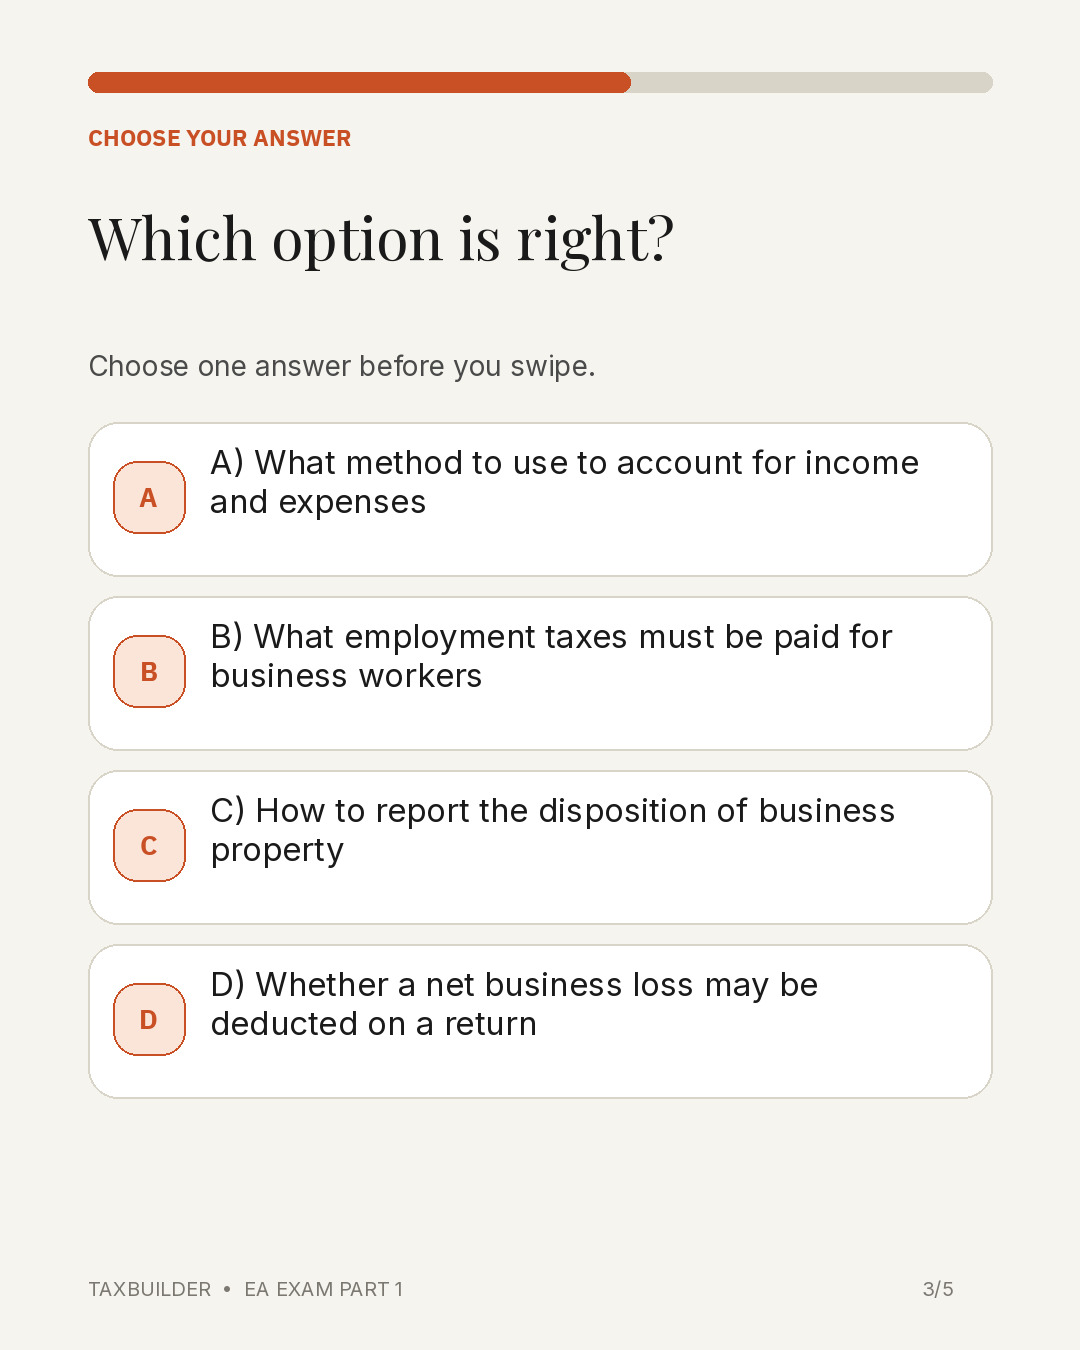 CHOOSE YOUR ANSWER
Which option is right?
Choose one answer before you swipe.
A
A) What method to use to account for income
and expenses
B
B) What employment taxes must be paid for
business workers
C
C) How to report the disposition of business
property
D
D) Whether a net business loss may be
deducted on a return
TAXBUILDER • EA EXAM PART 1
3/5